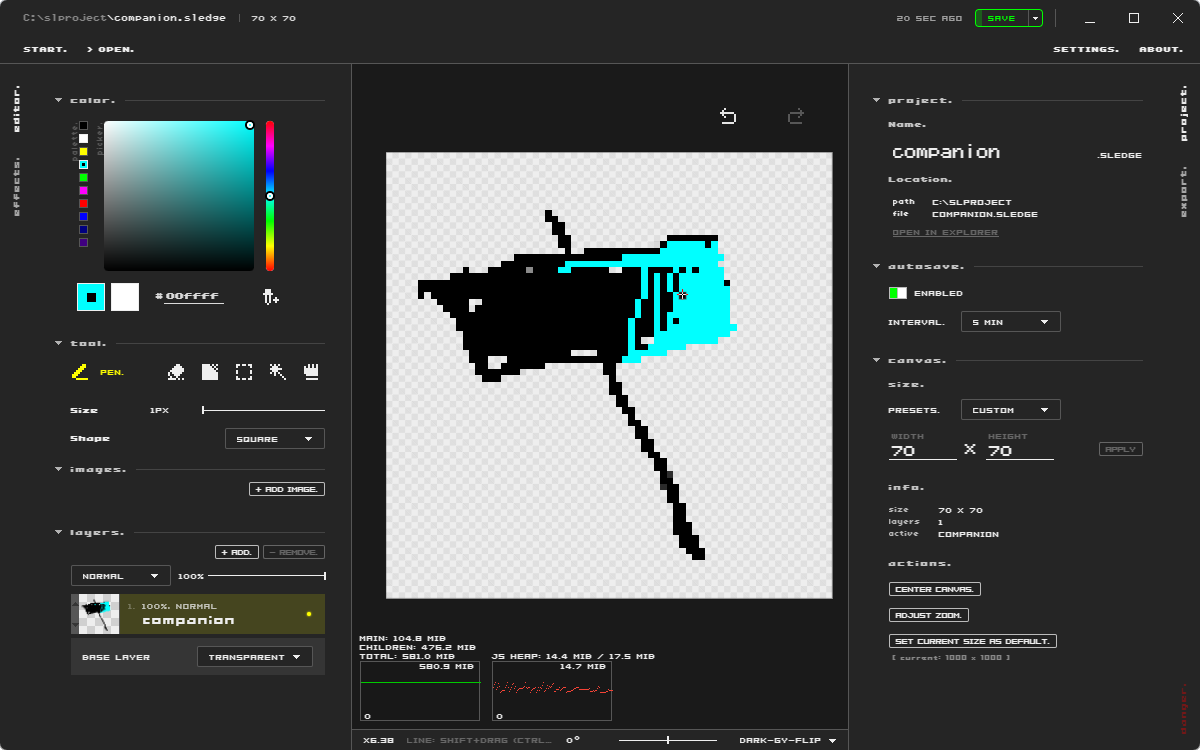 C:\slproject\companion.sledge | 70 X 70
20 SEC AGO
SAVE
START.
> OPEN.
SETTINGS.
ABOUT.
editor.
effects.
color.
palette.
picker.
#00ffff
tool.
PEN.
Size
1PX
Shape
SQUARE
images.
+ ADD IMAGE.
layers.
+ ADD.
- REMOVE.
NORMAL
100%
1. 100%. NORMAL
companion
BASE LAYER
TRANSPARENT
MAIN: 104.8 MIB
CHILDREN: 476.2 MIB
TOTAL: 581.0 MIB
580.9 MIB
0
JS HEAP: 14.4 MIB / 17.5 MIB
14.7 MIB
0
X6.38
LINE: SHIFT+DRAG (CTRL...
0°
DARK-GY-FLIP
project.
Name.
companion
.SLEDGE
Location.
path C:\SLPROJECT
file COMPANION.SLEDGE
OPEN IN EXPLORER
autosave.
ENABLED
INTERVAL.
5 MIN
canvas.
size.
PRESETS.
CUSTOM
WIDTH
HEIGHT
70 X 70
APPLY
info.
size 70 X 70
layers 1
active COMPANION
actions.
CENTER CANVAS.
ADJUST ZOOM.
SET CURRENT SIZE AS DEFAULT.
[ current: 1000 x 1000 ]
project.
export.
danger.